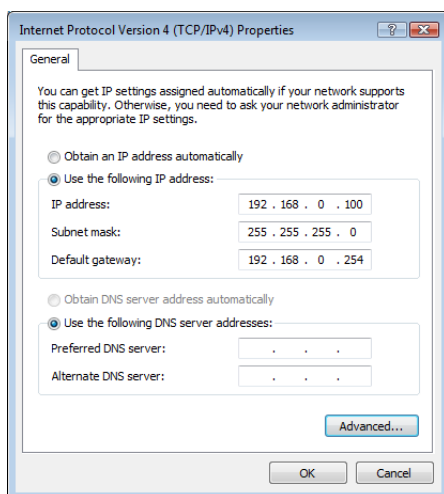 Internet Protocol Version 4 (TCP/IPv4) Properties
General
You can get IP settings assigned automatically if your network supports
this capability. Otherwise, you need to ask your network administrator
for the appropriate IP settings.
Obtain an IP address automatically
Use the following IP address:
IP address: 192 . 168 . 0 . 100
Subnet mask: 255 . 255 . 255 . 0
Default gateway: 192 . 168 . 0 . 254
Obtain DNS server address automatically
Use the following DNS server addresses:
Preferred DNS server: . . .
Alternate DNS server: . . .
Advanced...
OK Cancel